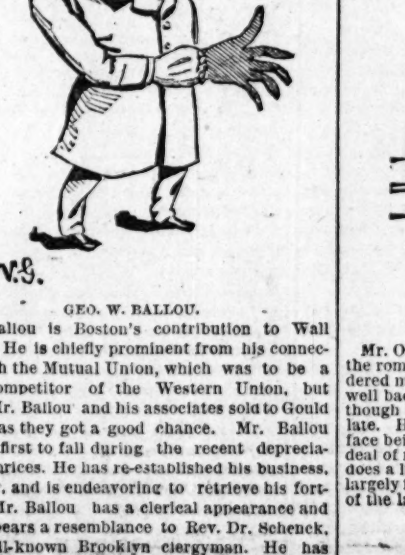 V.G.
GEO. W. BALLOU.
allou is Boston's contribution to Wall
He is chiefly prominent from his connec-
h the Mutual Union, which was to be a
ompetitor of the Western Union, but
Ir. Ballou and his associates sold to Gould
as they got a good chance. Mr. Ballou
first to fall during the recent deprecia-
prices. He has re-established his business,
, and is endeavoring to retrieve his fort-
Mr. Ballou has a clerical appearance and
ears a resemblance to Rev. Dr. Schenck,
ll-known Brooklyn clergyman. He has
Mr. O
the rom
dered m
well bac
though
late. H
face bei
deal of
does a l
largely
of the l